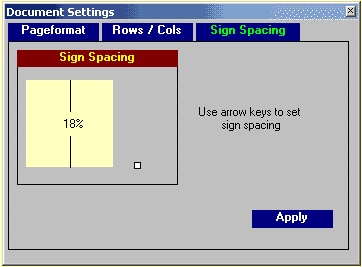 Document Settings
Pageformat
Rows / Cols
Sign Spacing
Sign Spacing
18%
Use arrow keys to set
sign spacing
Apply